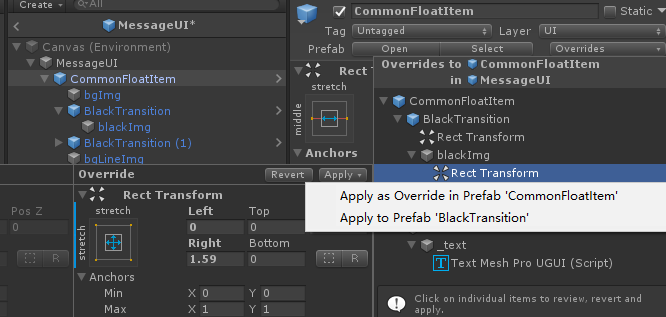 Create
All
MessageUI*
Canvas (Environment)
MessageUI
CommonFloatItem
bgImg
BlackTransition
blackImg
BlackTransition (1)
bgLineImg
CommonFloatItem
Static
Tag Untagged Layer UI
Prefab Open Select Overrides
Rect T
stretch
middle
Anchors
Overrides to CommonFloatItem
in MessageUI
CommonFloatItem
BlackTransition
Rect Transform
blackImg
Rect Transform
Override Revert Apply
Rect Transform
stretch
stretch
Left Top
0 0
Right Bottom
1.59 0
R
Anchors
Min X 0 Y 0
Max X 1 Y 1
Pos Z
0
R
Apply as Override in Prefab 'CommonFloatItem'
Apply to Prefab 'BlackTransition'
_text
Text Mesh Pro UGUI (Script)
Click on individual items to review, revert and
apply.